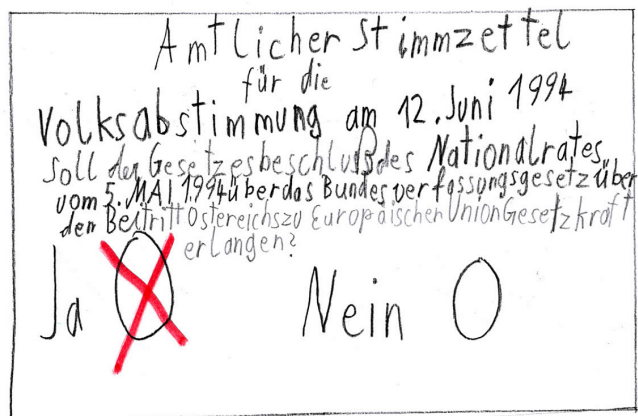 Amtlicher Stimmzettel
für die
Volksabstimmung am 12. Juni 1994
Soll der Gesetzesbeschluß des Nationalrates
vom 5. MAI 1994 über das Bundesverfassungsgesetz über
den Beitritt Östereichs zu Europäischen Union Gesetzkraft
erlangen?
Ja Nein